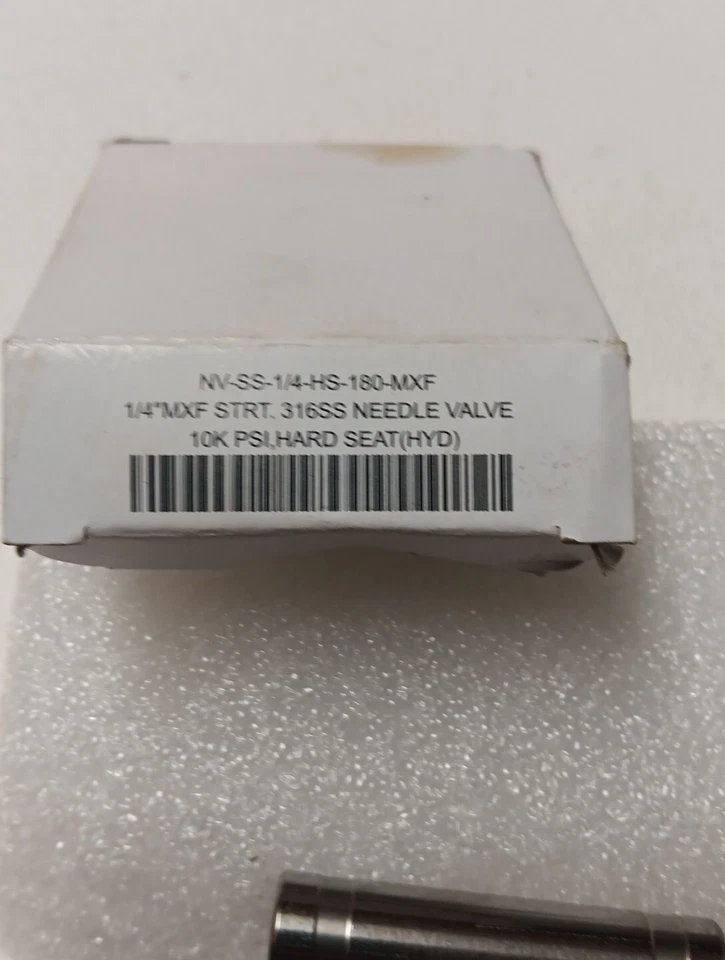 NV-SS-1/4-HS-180-MXF
1/4"MXF STRT. 316SS NEEDLE VALVE
10K PSI,HARD SEAT(HYD)